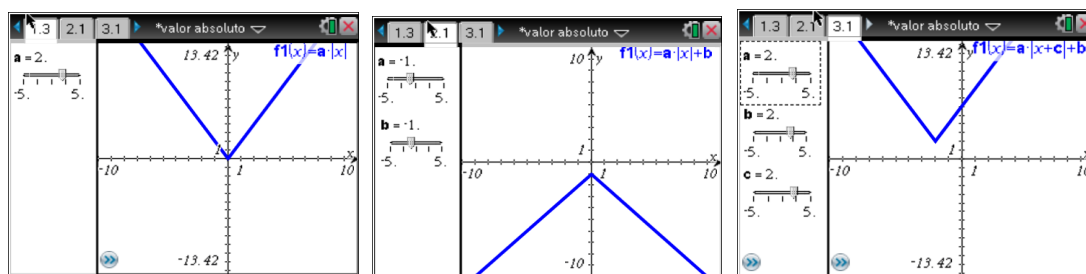 1.3 2.1 3.1 *valor absoluto
a = 2.
-5. 5.
13.42 y
f1(x)=a·|x|
1
x
-10 1 10
-13.42
1.3 2.1 3.1 *valor absoluto
a = -1.
-5. 5.
b = -1.
-5. 5.
10 y
f1(x)=a·|x|+b
1
x
-10 1 10
-10
1.3 2.1 3.1 *valor absoluto
a = 2.
-5. 5.
b = 2.
-5. 5.
c = 2.
-5. 5.
13.42 y
f1(x)=a·|x+c|+b
1
x
-10 1 10
-13.42